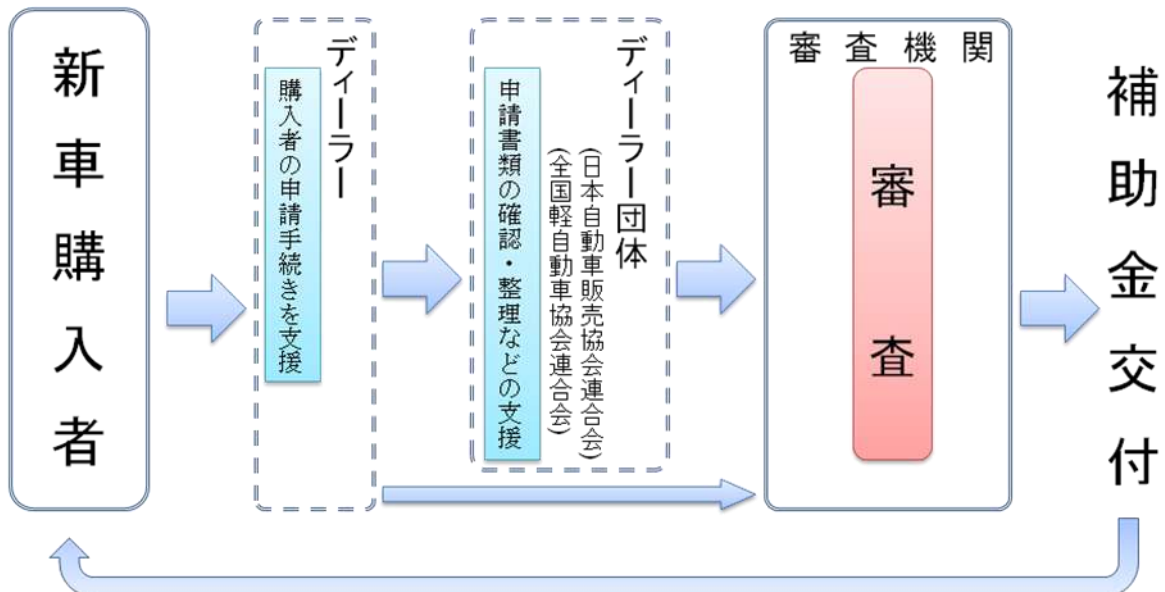 新車購入者
ディーラー
購入者の申請手続きを支援
ディーラー団体
(日本自動車販売協会連合会)
(全国軽自動車協会連合会)
申請書類の確認・整理などの支援
審査機関
審査
補助金交付